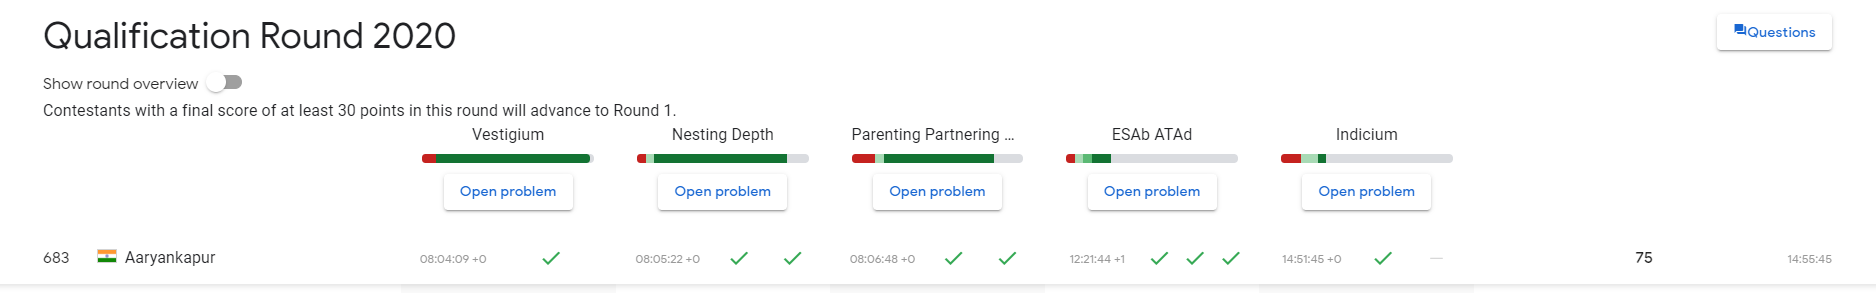 Qualification Round 2020
Questions
Show round overview
Contestants with a final score of at least 30 points in this round will advance to Round 1.
Vestigium Nesting Depth Parenting Partnering ... ESAb ATAd Indicium
Open problem Open problem Open problem Open problem Open problem
683 Aaryankapur 08:04:09 +0 08:05:22 +0 08:06:48 +0 12:21:44 +1 14:51:45 +0 — 75 14:55:45